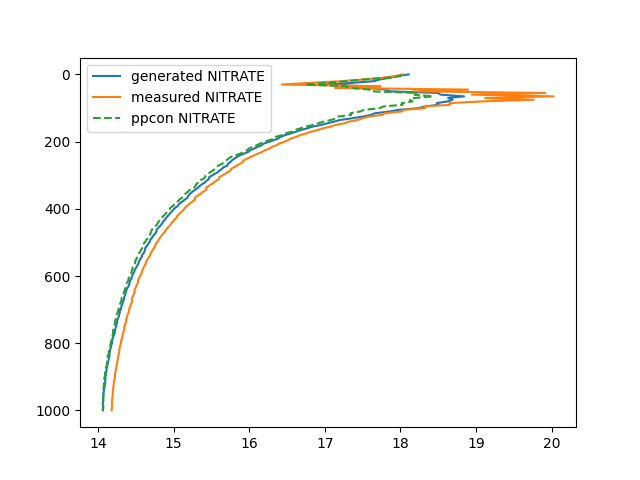 generated NITRATE
measured NITRATE
ppcon NITRATE
0
200
400
600
800
1000
14 15 16 17 18 19 20